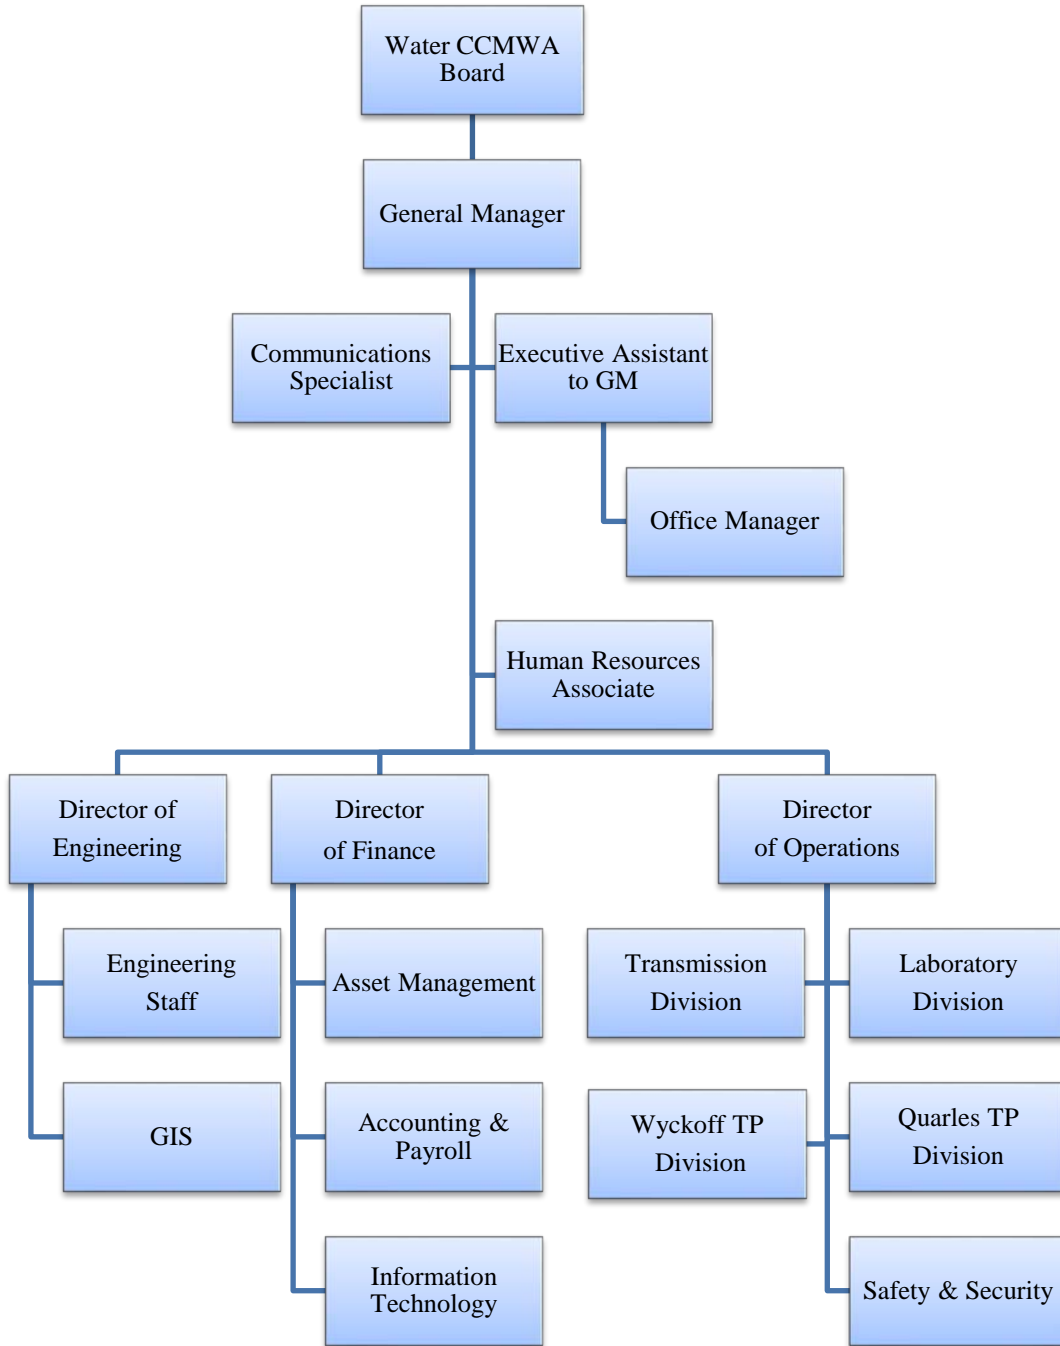 Water CCMWA
Board
General Manager
Communications
Specialist
Executive Assistant
to GM
Office Manager
Human Resources
Associate
Director of
Engineering
Director
of Finance
Director
of Operations
Engineering
Staff
Asset Management
Transmission
Division
Laboratory
Division
GIS
Accounting &
Payroll
Wyckoff TP
Division
Quarles TP
Division
Information
Technology
Safety & Security